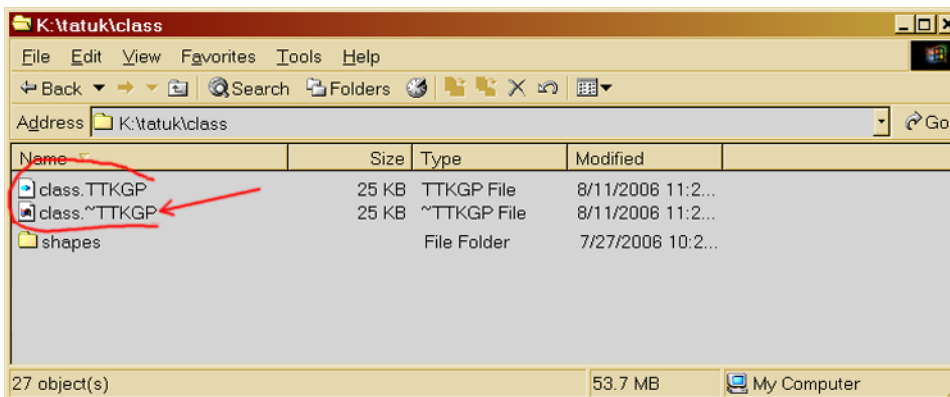 K:\tatuk\class
File Edit View Favorites Tools Help
Back Search Folders
Address K:\tatuk\class Go
Name Size Type Modified
class.TTKGP 25 KB TTKGP File 8/11/2006 11:2...
class.~TTKGP 25 KB ~TTKGP File 8/11/2006 11:2...
shapes File Folder 7/27/2006 10:2...
27 object(s) 53.7 MB My Computer